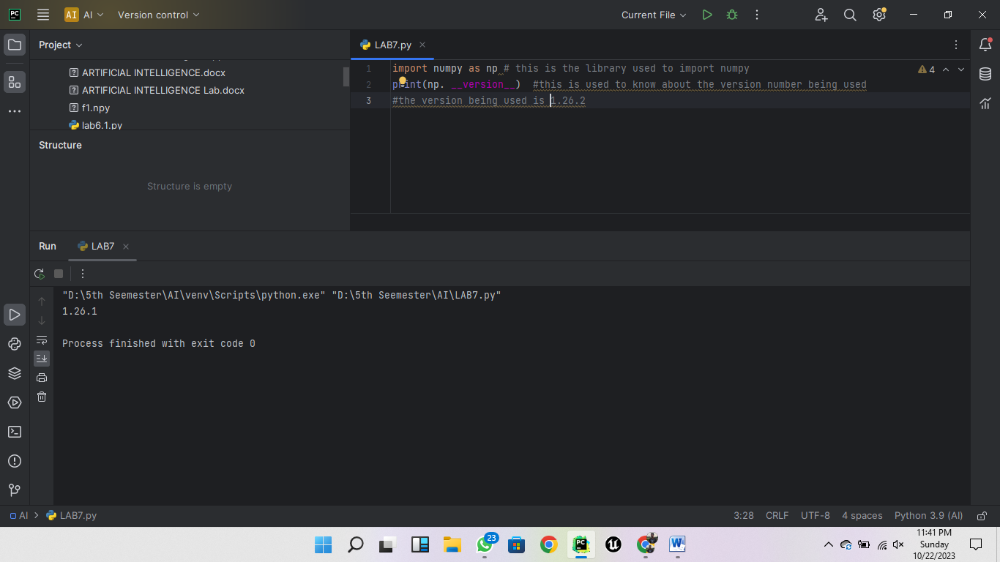 PC AI AI Version control Current File
Project
ARTIFICIAL INTELLIGENCE.docx
ARTIFICIAL INTELLIGENCE Lab.docx
f1.npy
lab6.1.py
Structure
Structure is empty
LAB7.py
1 import numpy as np # this is the library used to import numpy
4
2 print(np. __version__)  #this is used to know about the version number being used
3 #the version being used is 1.26.2
Run LAB7
"D:\5th Seemester\AI\venv\Scripts\python.exe" "D:\5th Seemester\AI\LAB7.py"
1.26.1
Process finished with exit code 0
AI > LAB7.py 3:28 CRLF UTF-8 4 spaces Python 3.9 (AI)
23
PC
W
11:41 PM
Sunday
10/22/2023